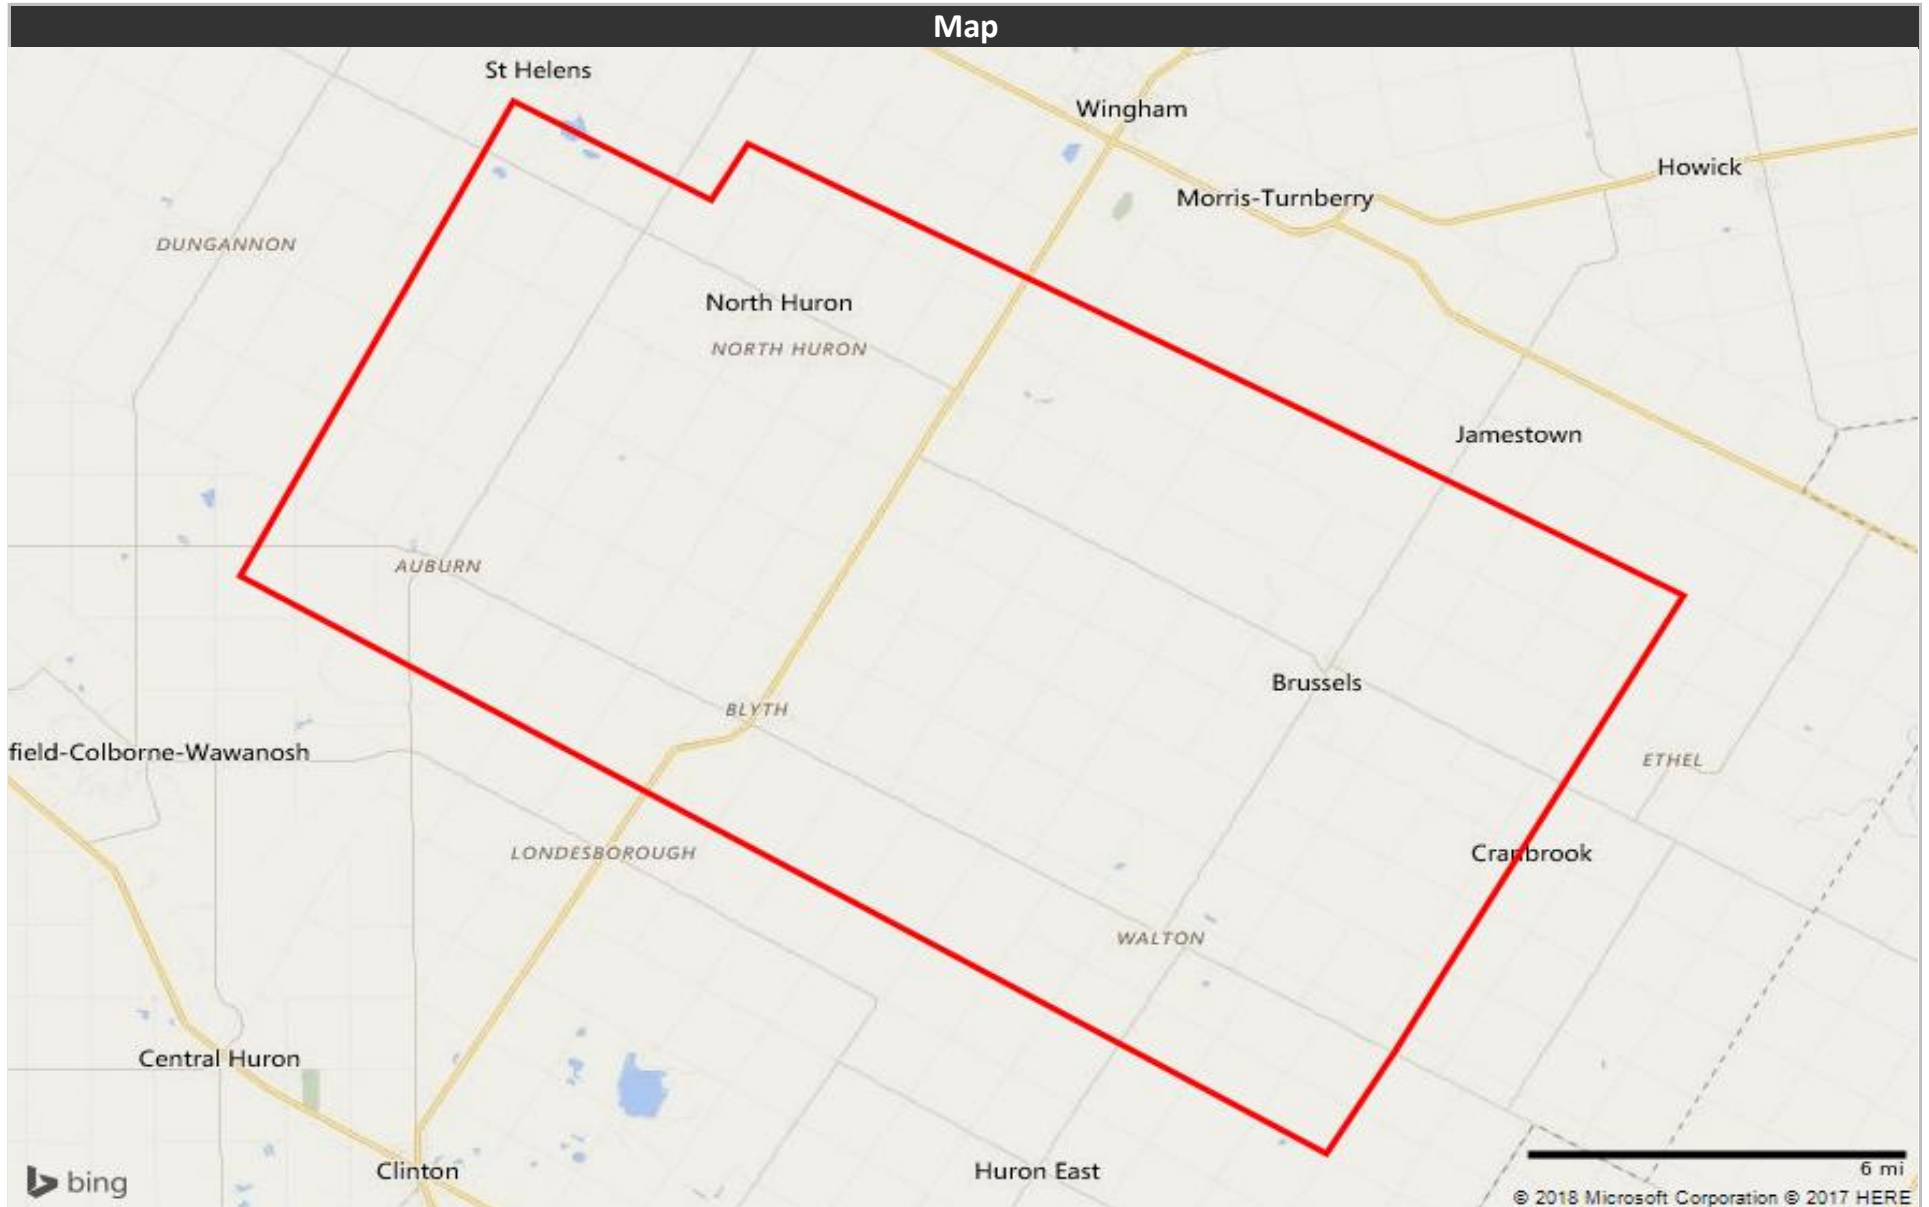 Map
St Helens
Wingham
Howick
Morris-Turnberry
DUNGANNON
North Huron
NORTH HURON
Jamestown
AUBURN
Brussels
BLYTH
field-Colborne-Wawanosh
ETHEL
LONDESBOROUGH
Cranbrook
WALTON
Central Huron
Clinton
Huron East
6 mi
bing
© 2018 Microsoft Corporation © 2017 HERE